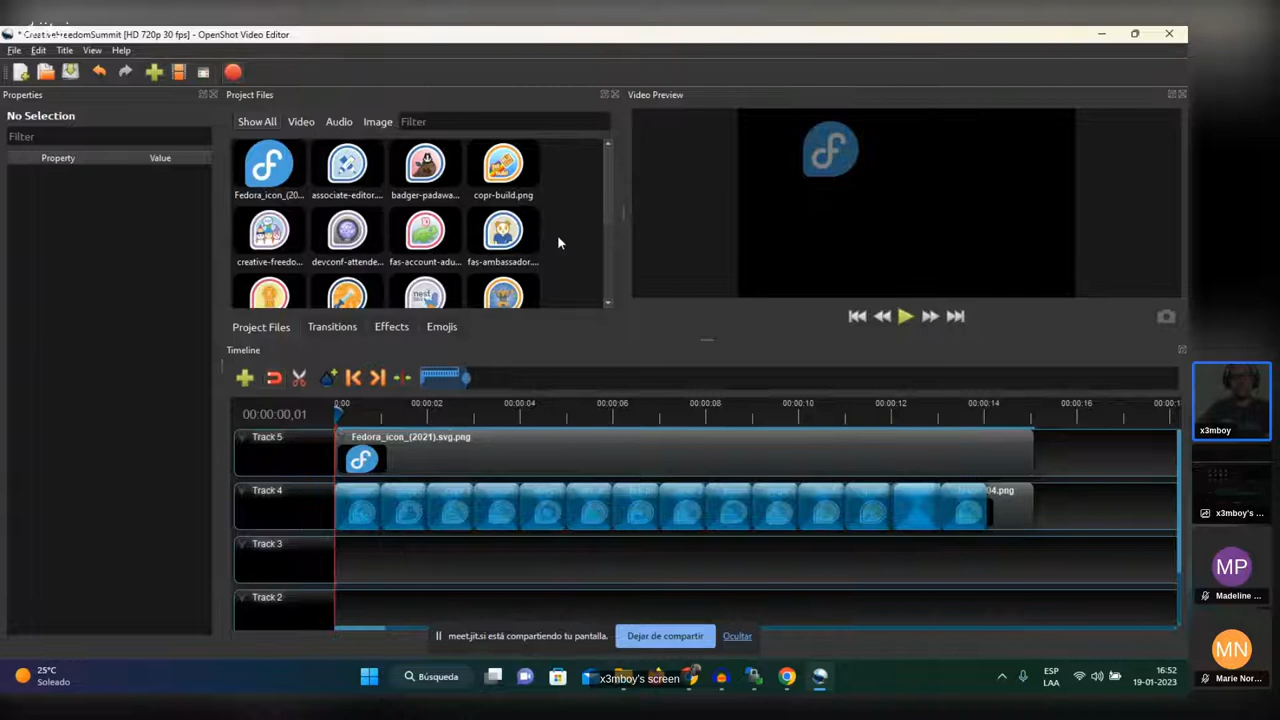 * CreativeFreedomSummit [HD 720p 30 fps] - OpenShot Video Editor
File Edit Title View Help
Properties
Project Files
Video Preview
No Selection
Filter
Property Value
Show All Video Audio Image Filter
Fedora_icon_(20... associate-editor.... badger-padawa... copr-build.png
creative-freedo... devconf-attende... fas-account-adu... fas-ambassador....
nest
Project Files Transitions Effects Emojis
Timeline
00:00:00,01
0:00 00:00:02 00:00:04 00:00:06 00:00:08 00:00:10 00:00:12 00:00:14 00:00:16
Track 5
Fedora_icon_(2021).svg.png
Track 4
04.png
Track 3
Track 2
meet.jit.si está compartiendo tu pantalla.
Dejar de compartir
Ocultar
25°C
Soleado
Búsqueda
x3mboy's screen
ESP
LAA
16:52
19-01-2023
x3mboy
x3mboy's ...
MP
Madeline ...
MN
Marie Nor...